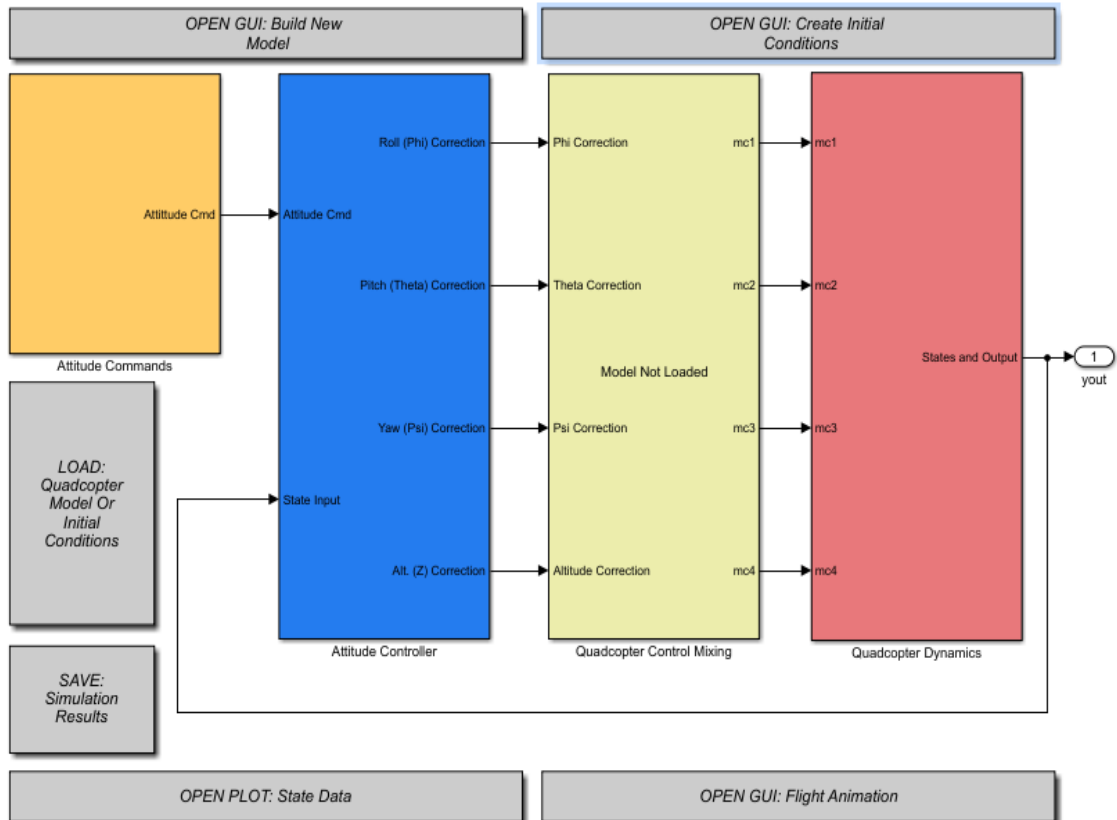 OPEN GUI: Build New
Model
OPEN GUI: Create Initial
Conditions
Attittude Cmd
Attitude Commands
Attitude Cmd
State Input
Roll (Phi) Correction
Pitch (Theta) Correction
Yaw (Psi) Correction
Alt. (Z) Correction
Attitude Controller
Phi Correction
Theta Correction
Model Not Loaded
Psi Correction
Altitude Correction
mc1
mc2
mc3
mc4
Quadcopter Control Mixing
mc1
mc2
mc3
mc4
States and Output
Quadcopter Dynamics
1
yout
LOAD:
Quadcopter
Model Or
Initial
Conditions
SAVE:
Simulation
Results
OPEN PLOT: State Data
OPEN GUI: Flight Animation